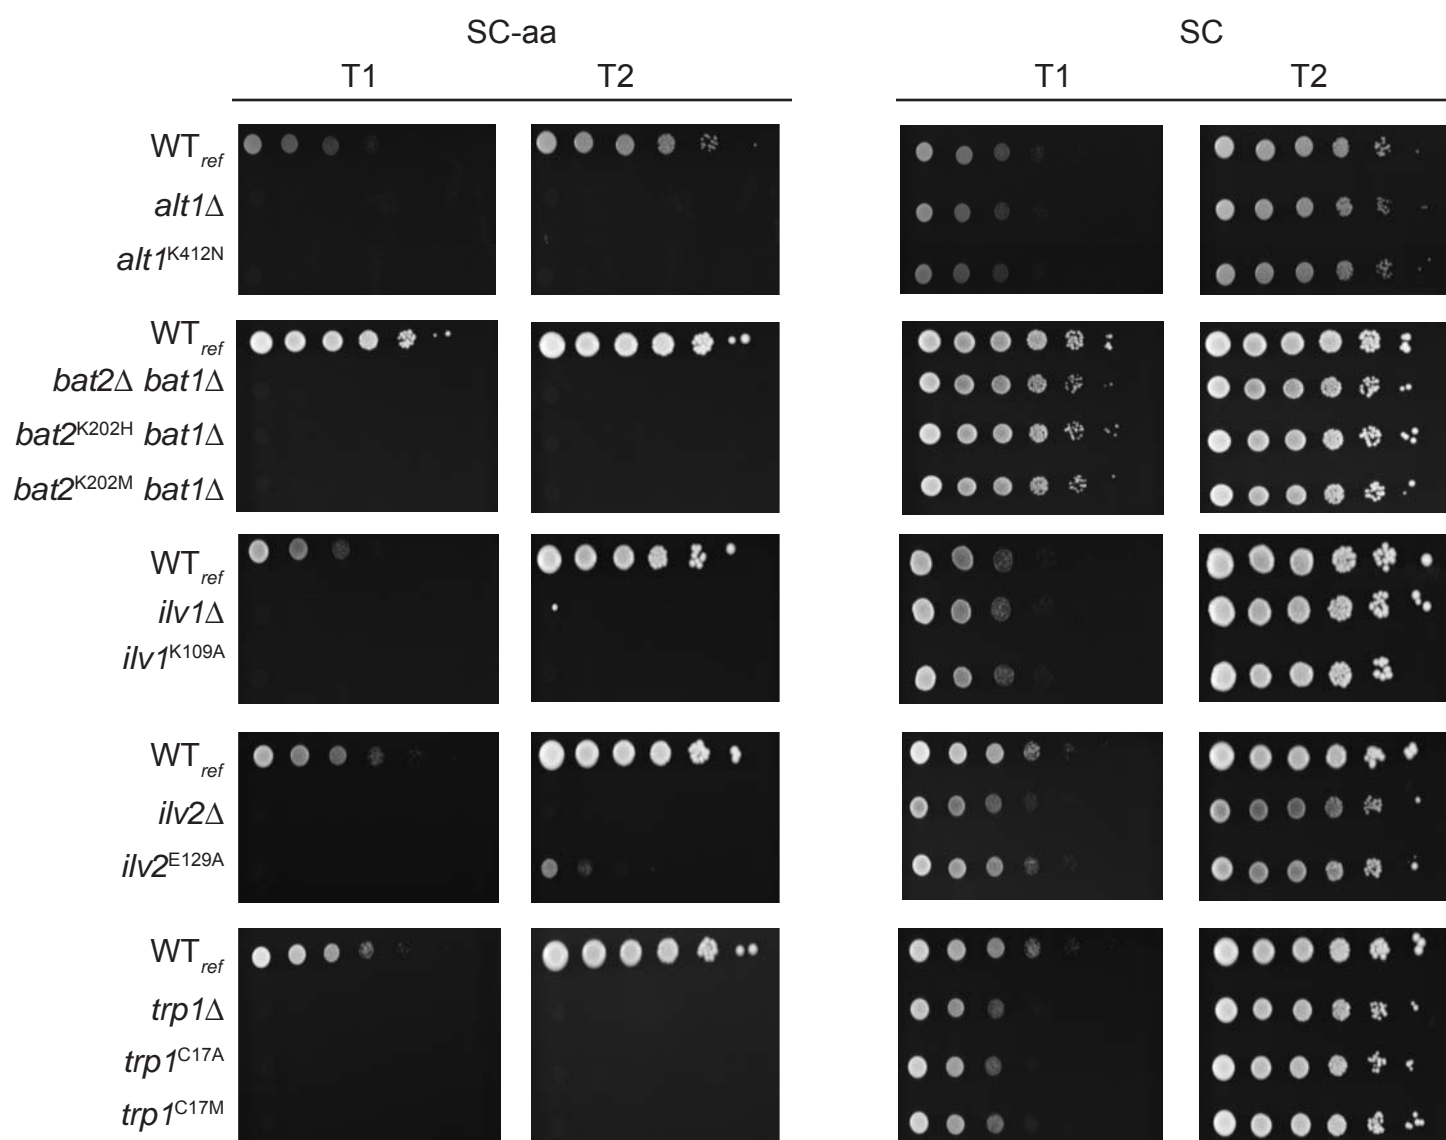 SC-aa SC
T1 T2 T1 T2
WTref
alt1Δ
alt1K412N
WTref
bat2Δ bat1Δ
bat2K202H bat1Δ
bat2K202M bat1Δ
WTref
ilv1Δ
ilv1K109A
WTref
ilv2Δ
ilv2E129A
WTref
trp1Δ
trp1C17A
trp1C17M